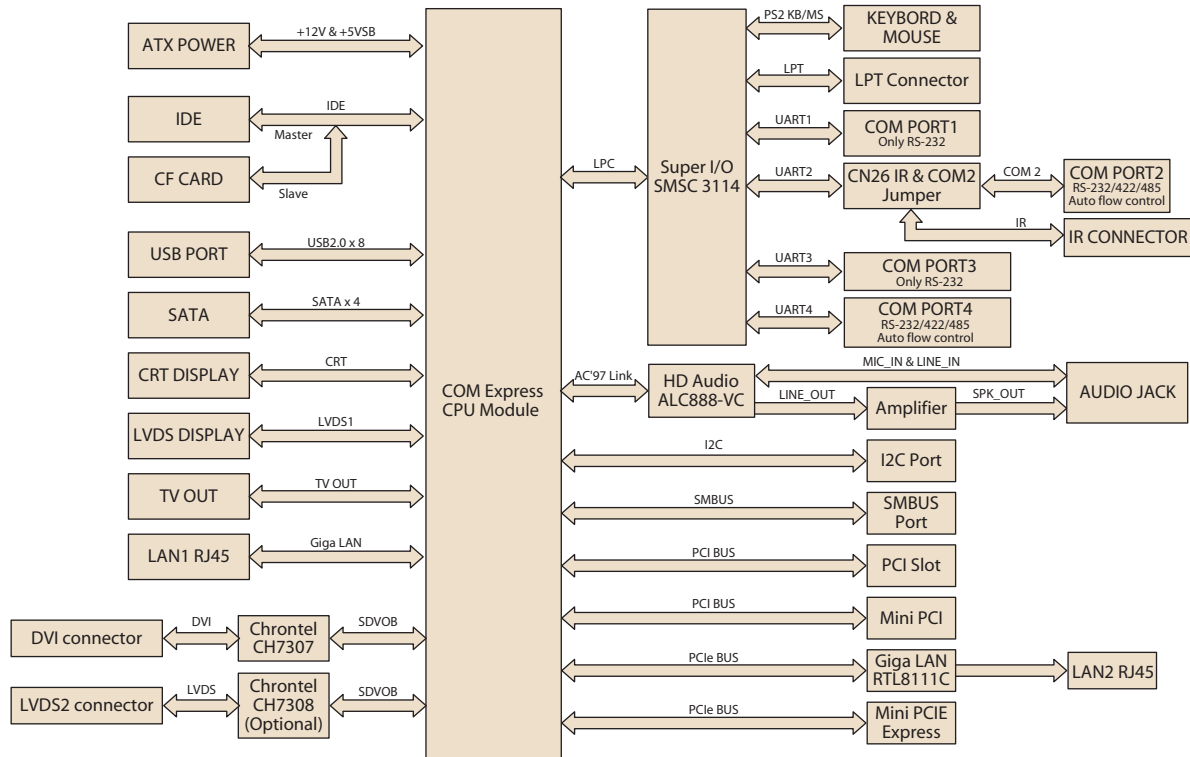 ATX POWER
+12V & +5VSB
IDE
IDE
Master
CF CARD
Slave
USB PORT
USB2.0 x 8
SATA
SATA x 4
CRT DISPLAY
CRT
LVDS DISPLAY
LVDS1
TV OUT
TV OUT
LAN1 RJ45
Giga LAN
DVI connector
DVI
Chrontel
CH7307
SDVOB
LVDS2 connector
LVDS
Chrontel
CH7308
(Optional)
SDVOB
COM Express
CPU Module
LPC
Super I/O
SMSC 3114
PS2 KB/MS
KEYBORD &
MOUSE
LPT
LPT Connector
UART1
COM PORT1
Only RS-232
UART2
CN26 IR & COM2
Jumper
COM 2
COM PORT2
RS-232/422/485
Auto flow control
IR
IR CONNECTOR
UART3
COM PORT3
Only RS-232
UART4
COM PORT4
RS-232/422/485
Auto flow control
AC'97 Link
HD Audio
ALC888-VC
MIC_IN & LINE_IN
LINE_OUT
Amplifier
SPK_OUT
AUDIO JACK
I2C
I2C Port
SMBUS
SMBUS
Port
PCI BUS
PCI Slot
PCI BUS
Mini PCI
PCIe BUS
Giga LAN
RTL8111C
LAN2 RJ45
PCIe BUS
Mini PCIE
Express